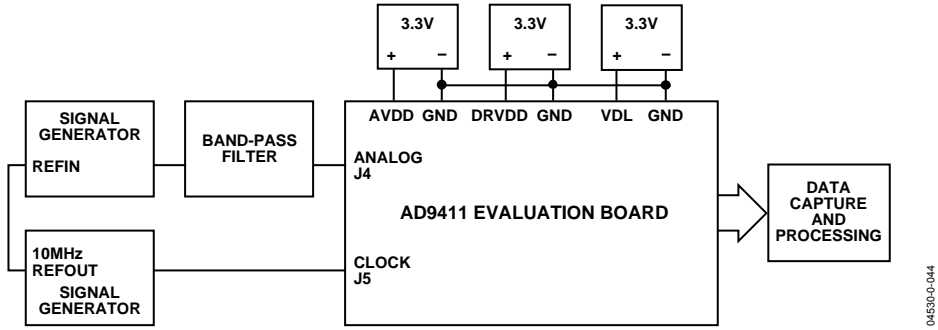 3.3V
+ –
3.3V
+ –
3.3V
+ –
AVDD GND DRVDD GND VDL GND
SIGNAL
GENERATOR
REFIN
BAND-PASS
FILTER
ANALOG
J4
AD9411 EVALUATION BOARD
DATA
CAPTURE
AND
PROCESSING
10MHz
REFOUT
SIGNAL
GENERATOR
CLOCK
J5
04530-0-044